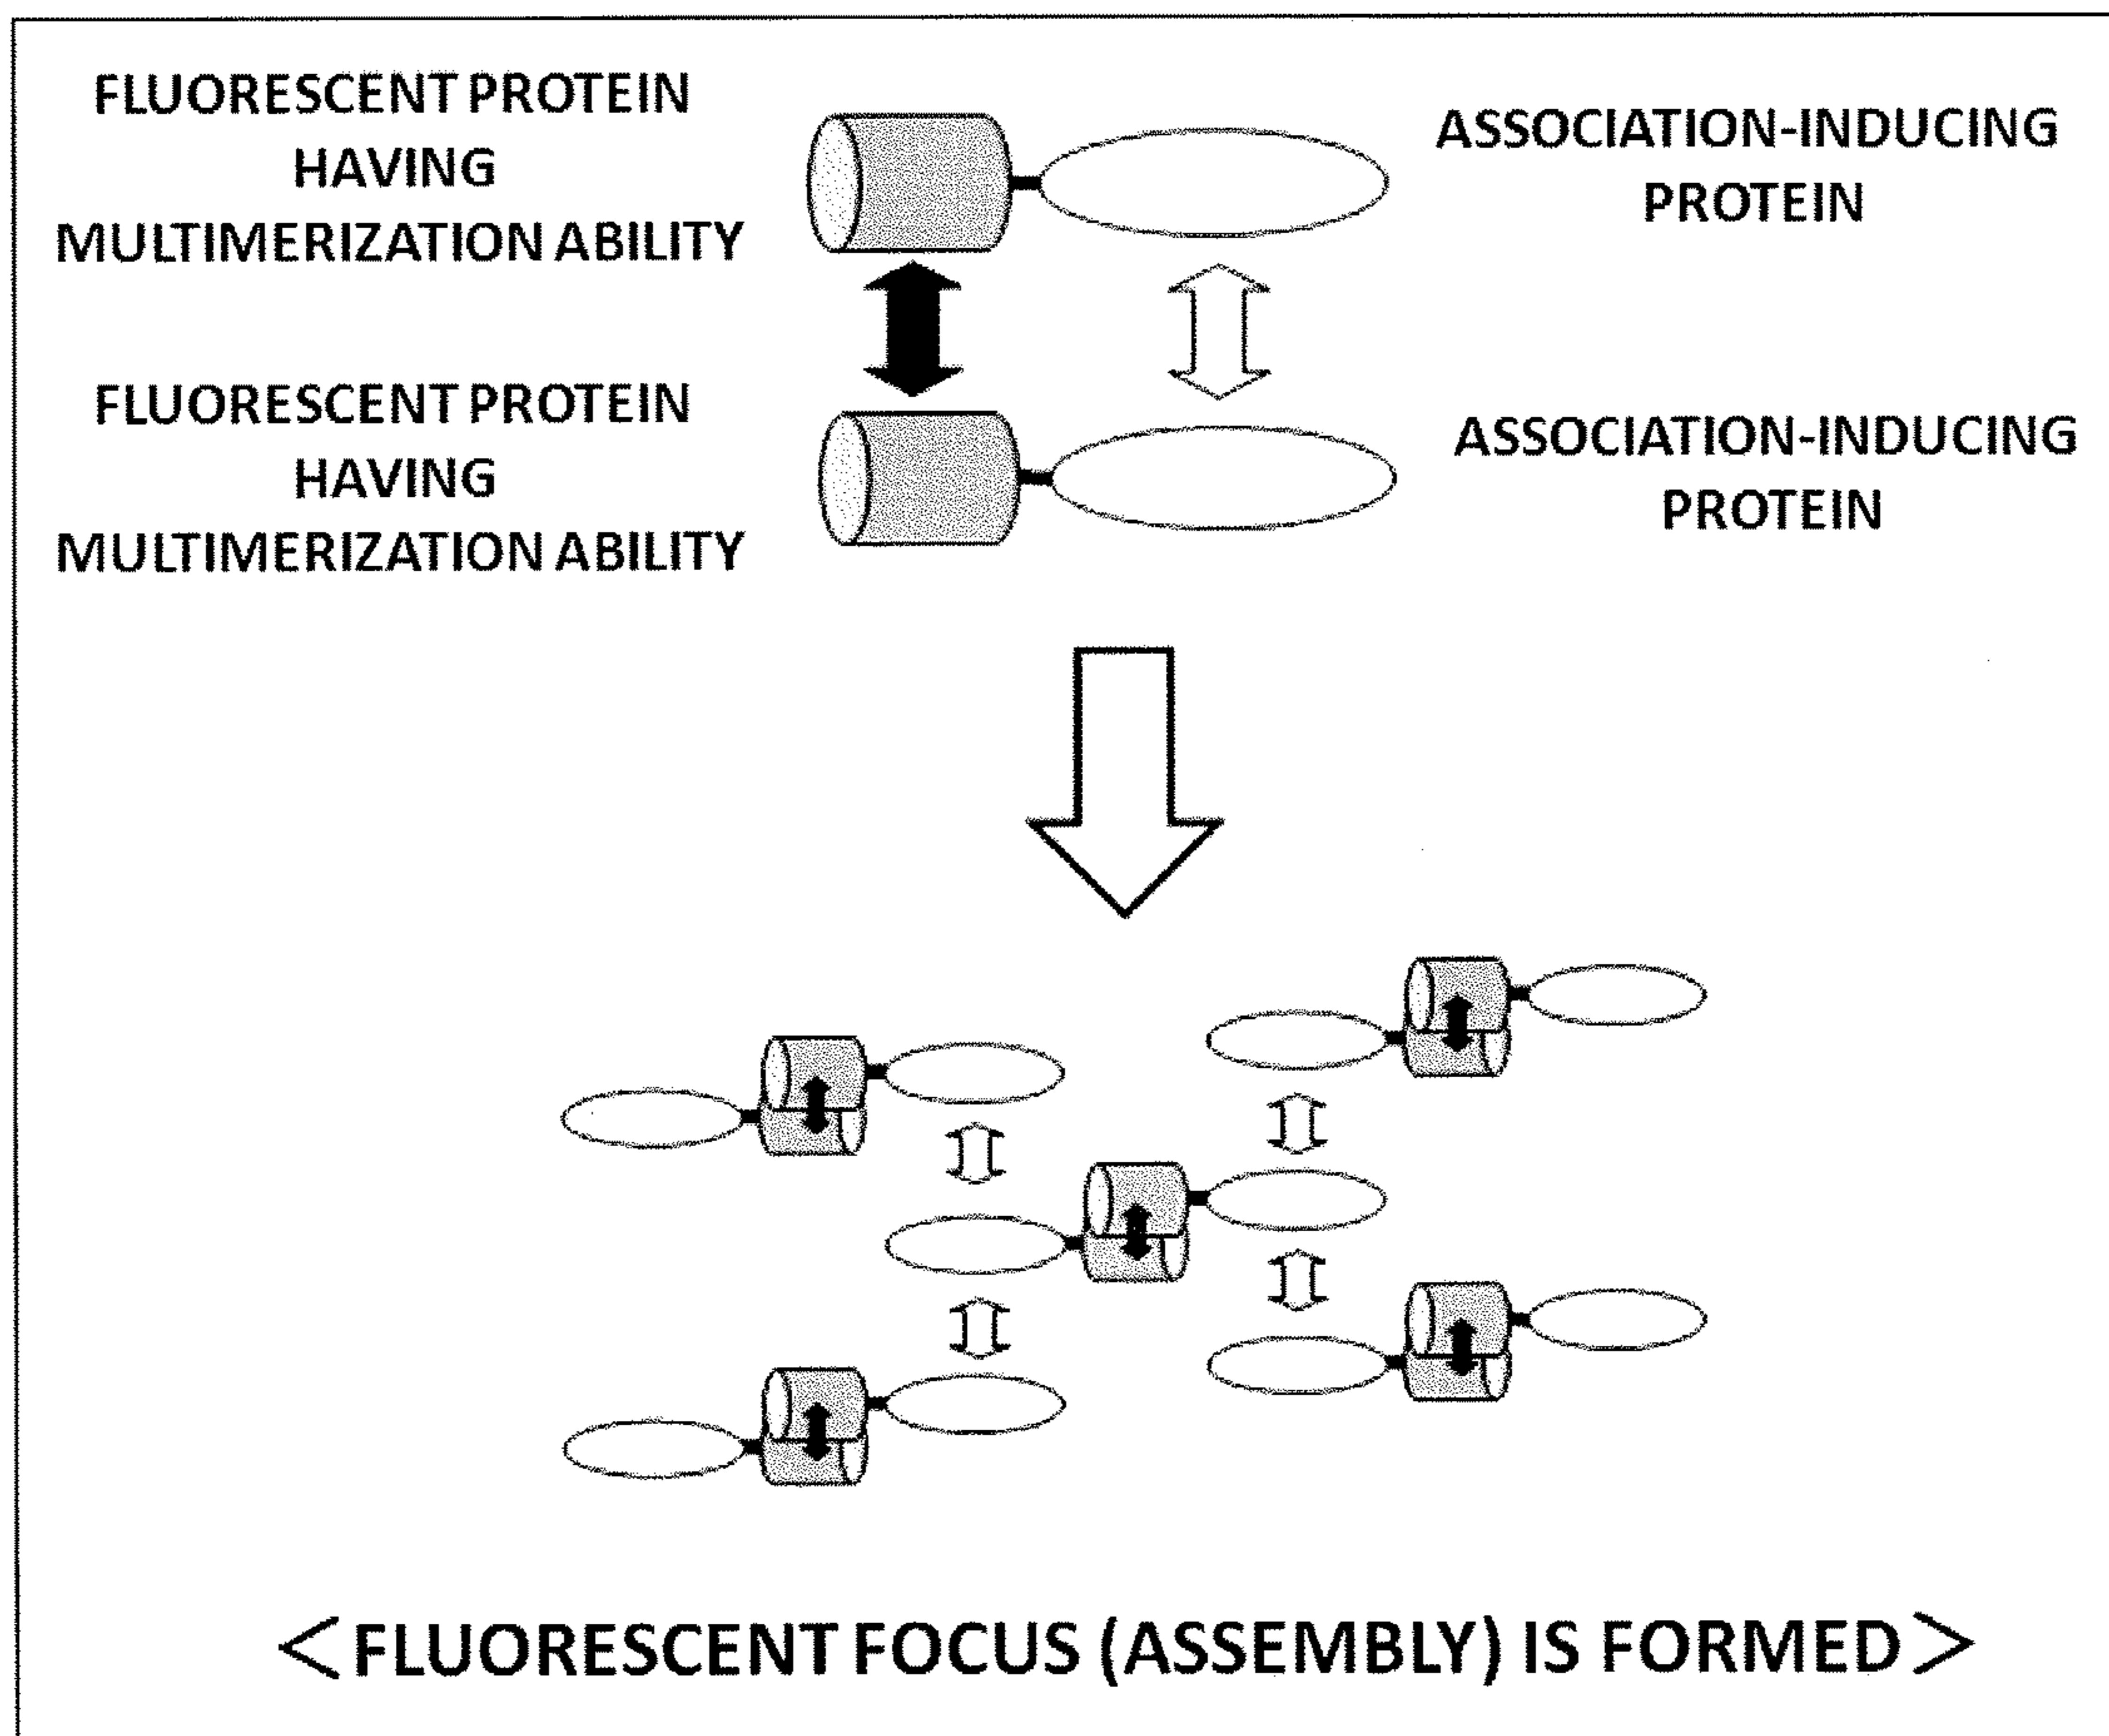 FLUORESCENT PROTEIN
HAVING
MULTIMERIZATION ABILITY
ASSOCIATION-INDUCING
PROTEIN
FLUORESCENT PROTEIN
HAVING
MULTIMERIZATION ABILITY
ASSOCIATION-INDUCING
PROTEIN
<FLUORESCENT FOCUS (ASSEMBLY) IS FORMED>